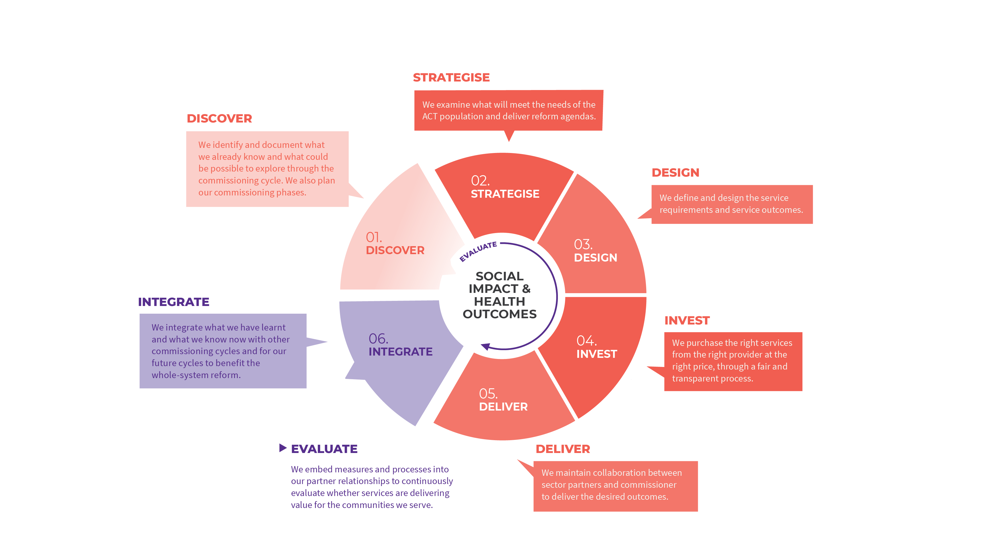 STRATEGISE
We examine what will meet the needs of the
ACT population and deliver reform agendas.
DISCOVER
We identify and document what
we already know and what could
be possible to explore through the
commissioning cycle. We also plan
our commissioning phases.
DESIGN
We define and design the service
requirements and service outcomes.
02.
STRATEGISE
01.
DISCOVER
03.
DESIGN
EVALUATE
SOCIAL
IMPACT &
HEALTH
OUTCOMES
INTEGRATE
We integrate what we have learnt
and what we know now with other
commissioning cycles and for our
future cycles to benefit the
whole-system reform.
06.
INTEGRATE
04.
INVEST
INVEST
We purchase the right services
from the right provider at the
right price, through a fair and
transparent process.
05.
DELIVER
EVALUATE
We embed measures and processes into
our partner relationships to continuously
evaluate whether services are delivering
value for the communities we serve.
DELIVER
We maintain collaboration between
sector partners and commissioner
to deliver the desired outcomes.